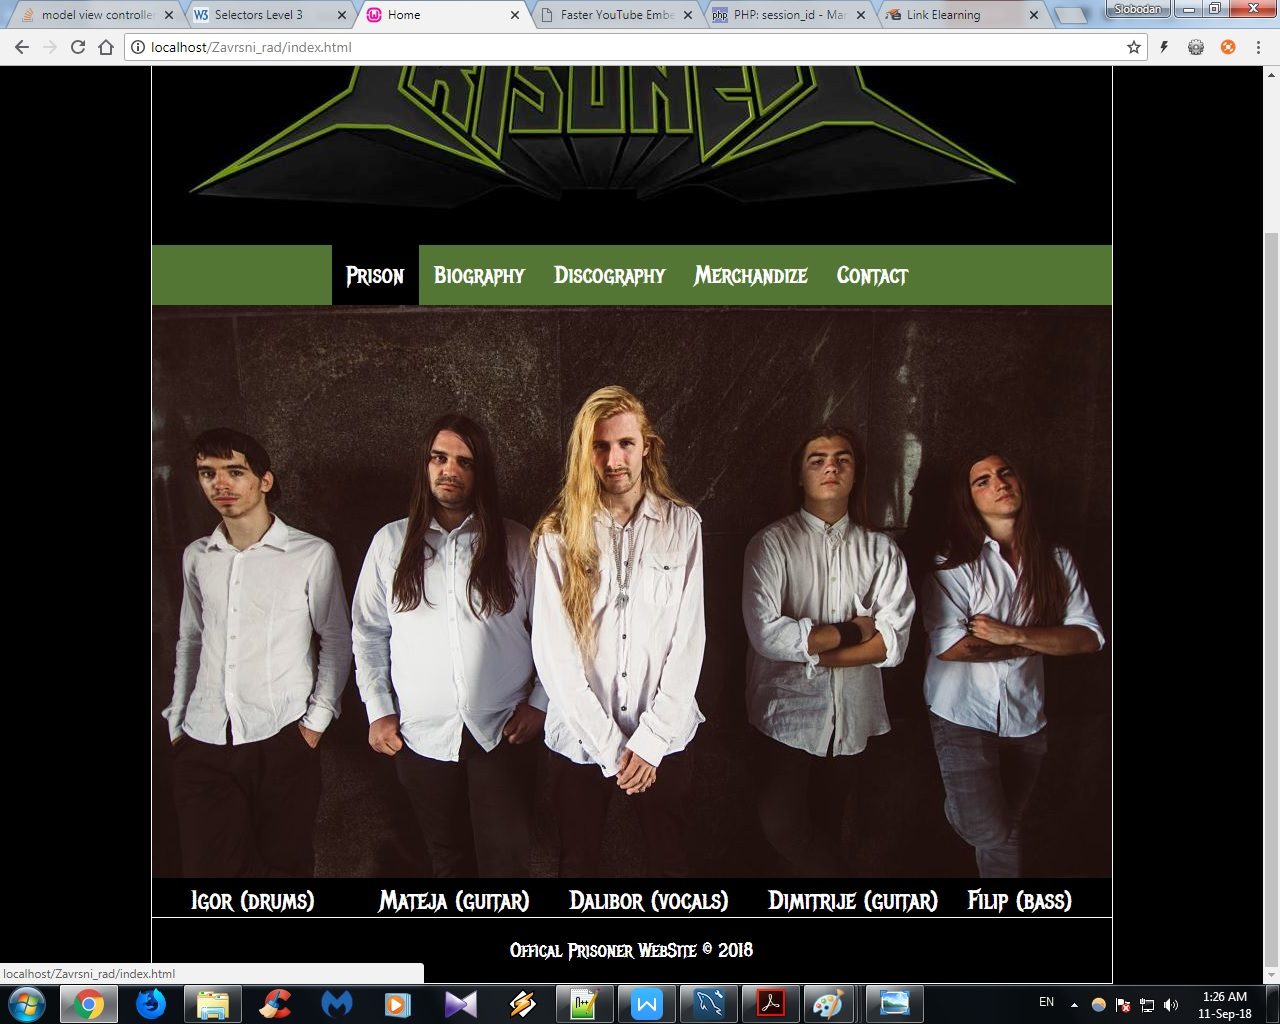 model view controller
Selectors Level 3
Home
Faster YouTube Embe
PHP: session_id - Mar
Link Elearning
Slobodan
localhost/Zavrsni_rad/index.html
PRISONER
Prison Biography Discography Merchandize Contact
Igor (drums) Mateja (guitar) Dalibor (vocals) Dimitrije (guitar) Filip (bass)
Offical Prisoner WebSite © 2018
localhost/Zavrsni_rad/index.html
EN
1:26 AM
11-Sep-18